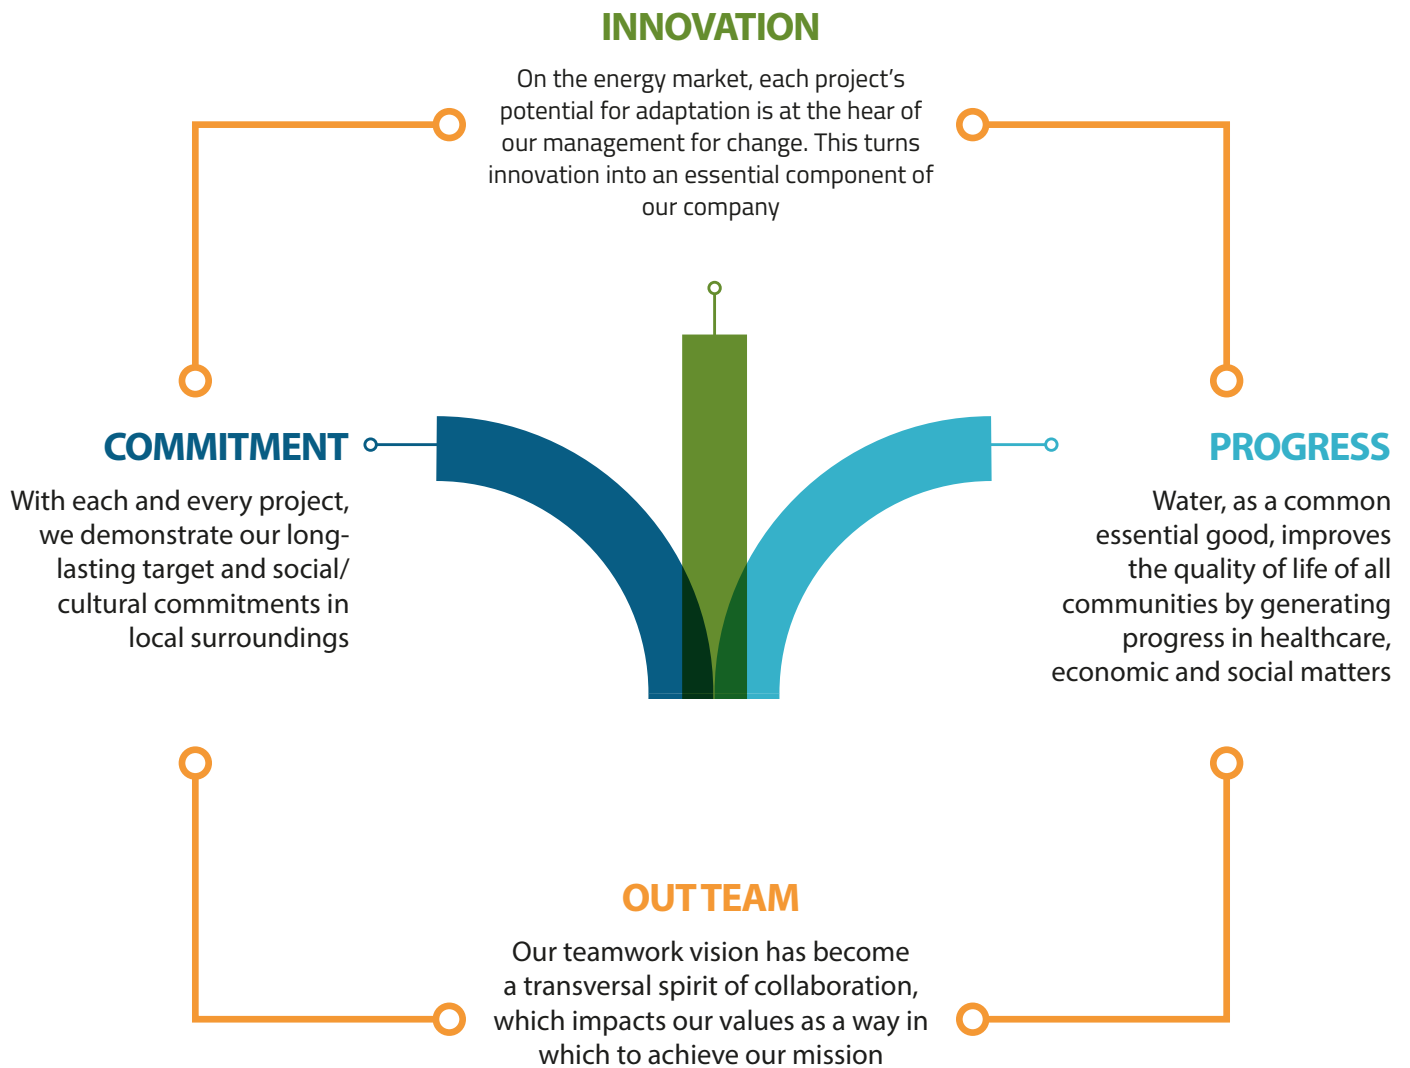 INNOVATION
On the energy market, each project's
potential for adaptation is at the hear of
our management for change. This turns
innovation into an essential component of
our company
COMMITMENT
With each and every project,
we demonstrate our long-
lasting target and social/
cultural commitments in
local surroundings
PROGRESS
Water, as a common
essential good, improves
the quality of life of all
communities by generating
progress in healthcare,
economic and social matters
OUT TEAM
Our teamwork vision has become
a transversal spirit of collaboration,
which impacts our values as a way in
which to achieve our mission